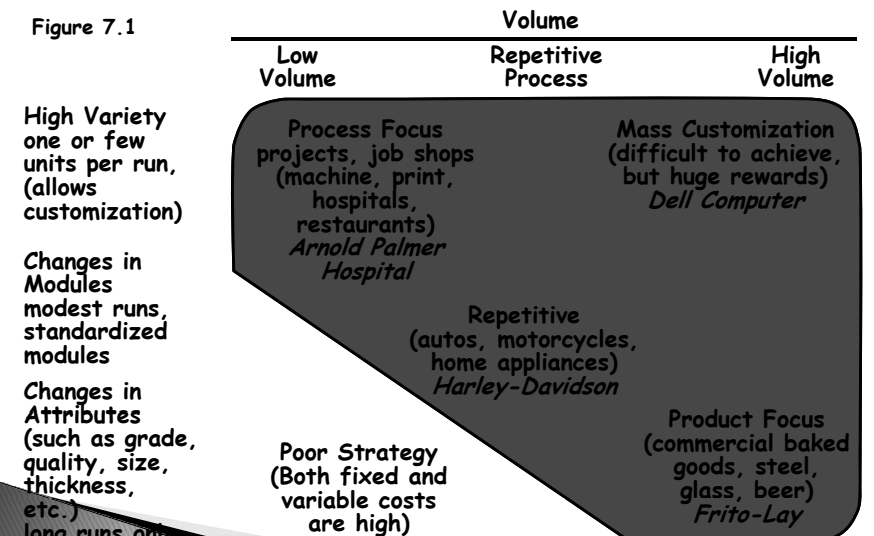 Figure 7.1
Volume
Low
Volume
Repetitive
Process
High
Volume
High Variety
one or few
units per run,
(allows
customization)
Changes in
Modules
modest runs,
standardized
modules
Changes in
Attributes
(such as grade,
quality, size,
thickness,
etc.)
long runs only
Process Focus
projects, job shops
(machine, print,
hospitals,
restaurants)
Arnold Palmer
Hospital
Mass Customization
(difficult to achieve,
but huge rewards)
Dell Computer
Repetitive
(autos, motorcycles,
home appliances)
Harley-Davidson
Poor Strategy
(Both fixed and
variable costs
are high)
Product Focus
(commercial baked
goods, steel,
glass, beer)
Frito-Lay